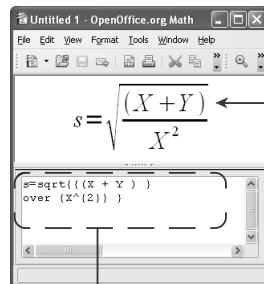 Untitled 1 - OpenOffice.org Math
File Edit View Format Tools Window Help
s=√(X+Y)/X²
s=sqrt{{(X + Y ) }
over {X^{2}} }